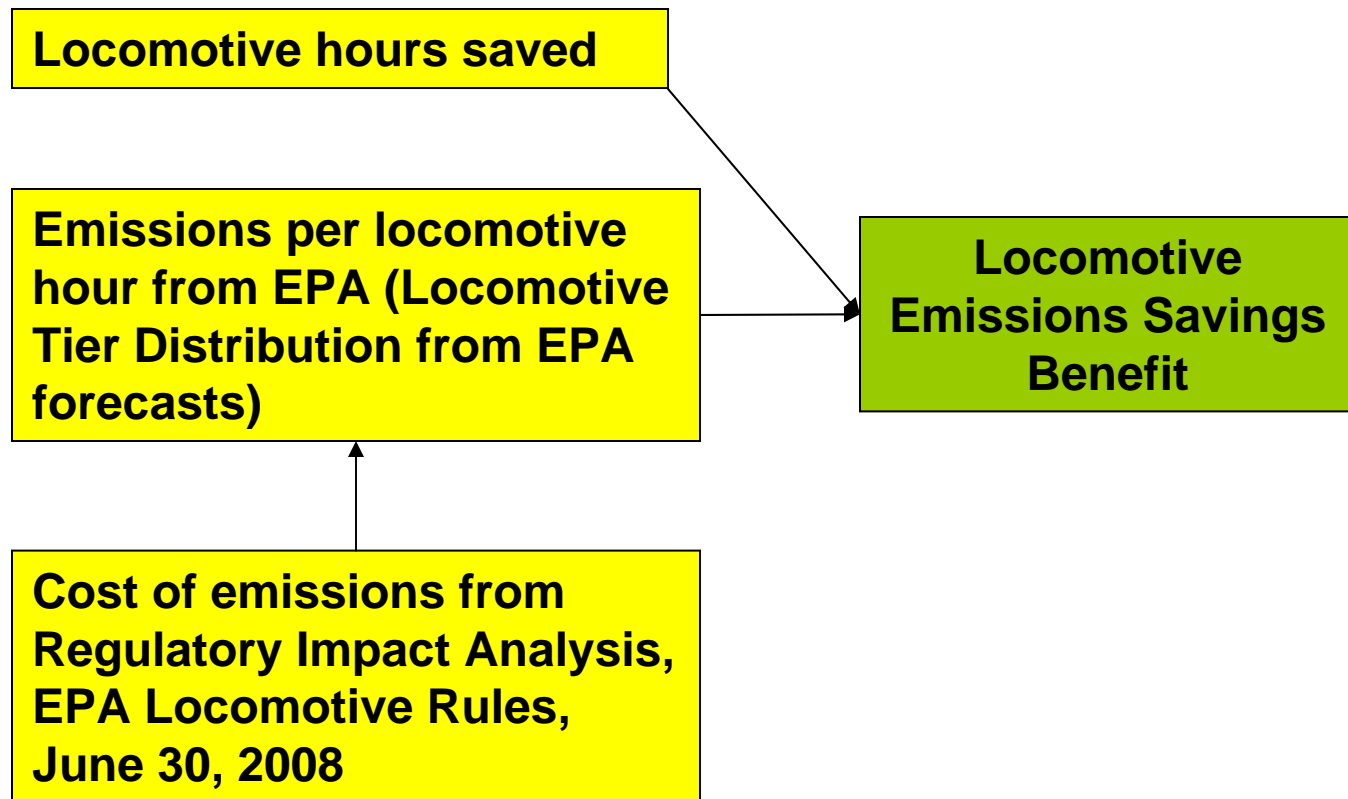 Locomotive hours saved
Emissions per locomotive
hour from EPA (Locomotive
Tier Distribution from EPA
forecasts)
Locomotive
Emissions Savings
Benefit
Cost of emissions from
Regulatory Impact Analysis,
EPA Locomotive Rules,
June 30, 2008